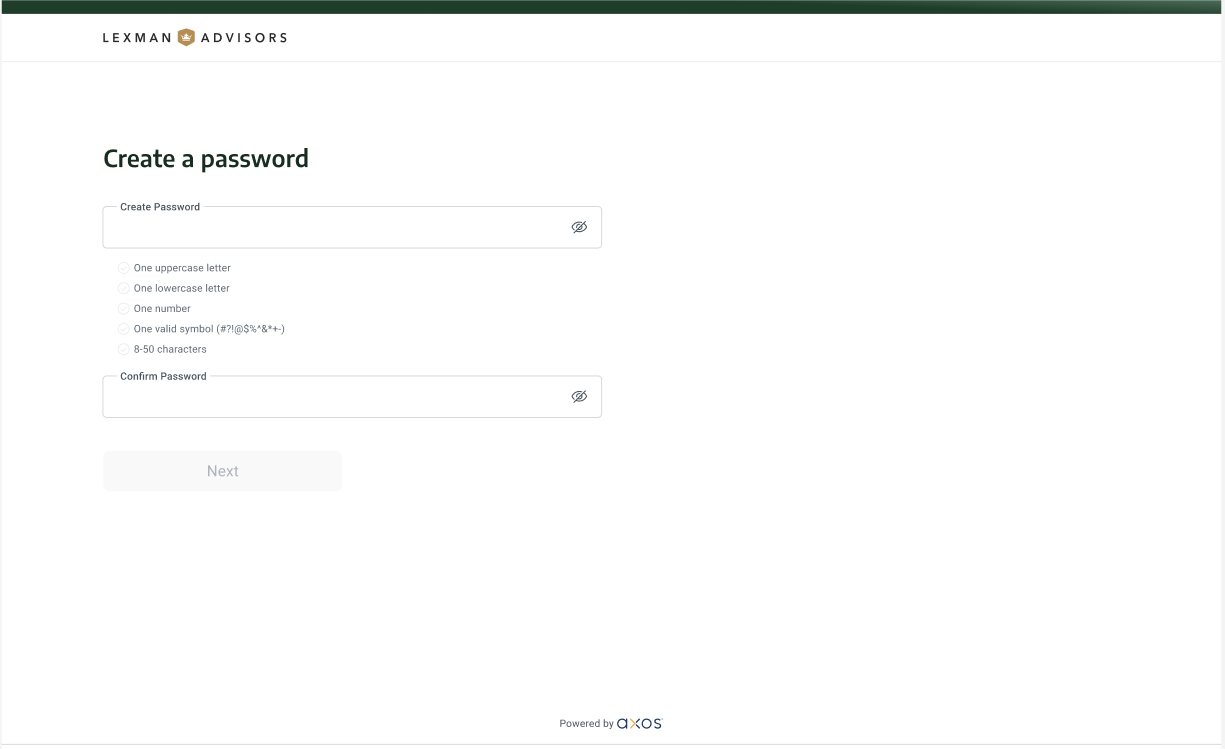 LEXMAN ADVISORS
Create a password
Create Password
One uppercase letter
One lowercase letter
One number
One valid symbol (#?!@$%^&*+-)
8-50 characters
Confirm Password
Next
Powered by axos